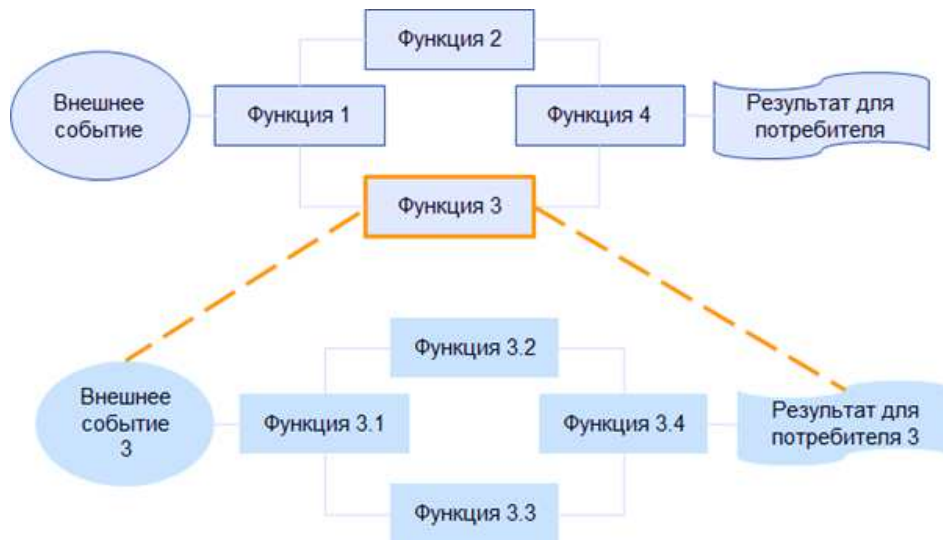 Функция 2
Внешнее
событие
Функция 1
Функция 4
Результат для
потребителя
Функция 3
Функция 3.2
Внешнее
событие
3
Функция 3.1
Функция 3.4
Результат для
потребителя 3
Функция 3.3